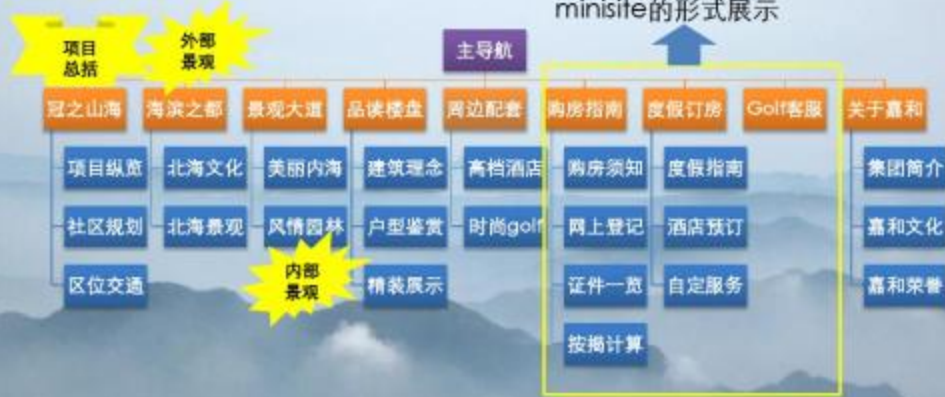 minisite的形式展示
项目
总括
外部
景观
主导航
冠之山海
海滨之都
景观大道
品读楼盘
周边配套
购房指南
度假订房
Golf客服
关于嘉和
项目纵览
北海文化
美丽内海
建筑理念
高档酒店
购房须知
度假指南
集团简介
社区规划
北海景观
风情园林
户型鉴赏
时尚golf
网上登记
酒店预订
嘉和文化
内部
景观
区位交通
精装展示
证件一览
自定服务
嘉和荣誉
按揭计算